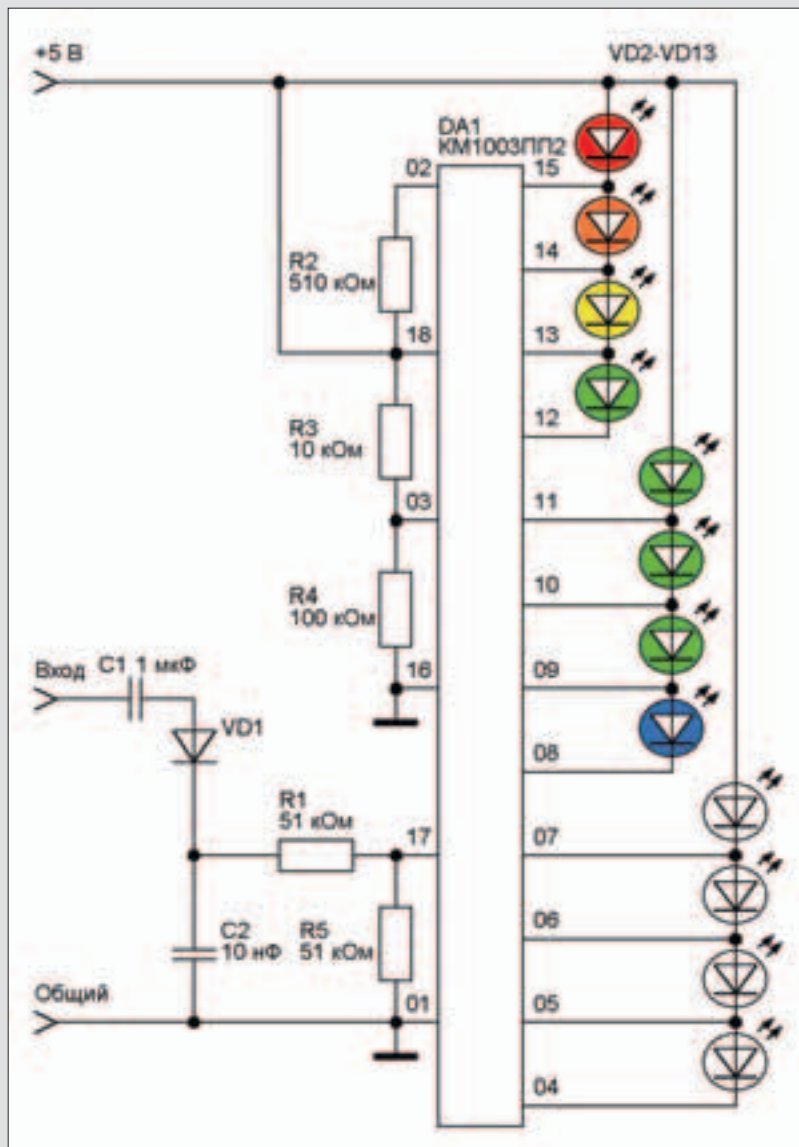 +5 В
VD2-VD13
DA1
КМ1003ПП2
02
15
R2
510 кОм
14
18
13
R3
10 кОм
12
03
11
R4
100 кОм
10
Вход
C1 1 мкФ
16
09
VD1
08
R1
51 кОм
17
07
C2
10 нФ
R5
51 кОм
06
Общий
01
05
04